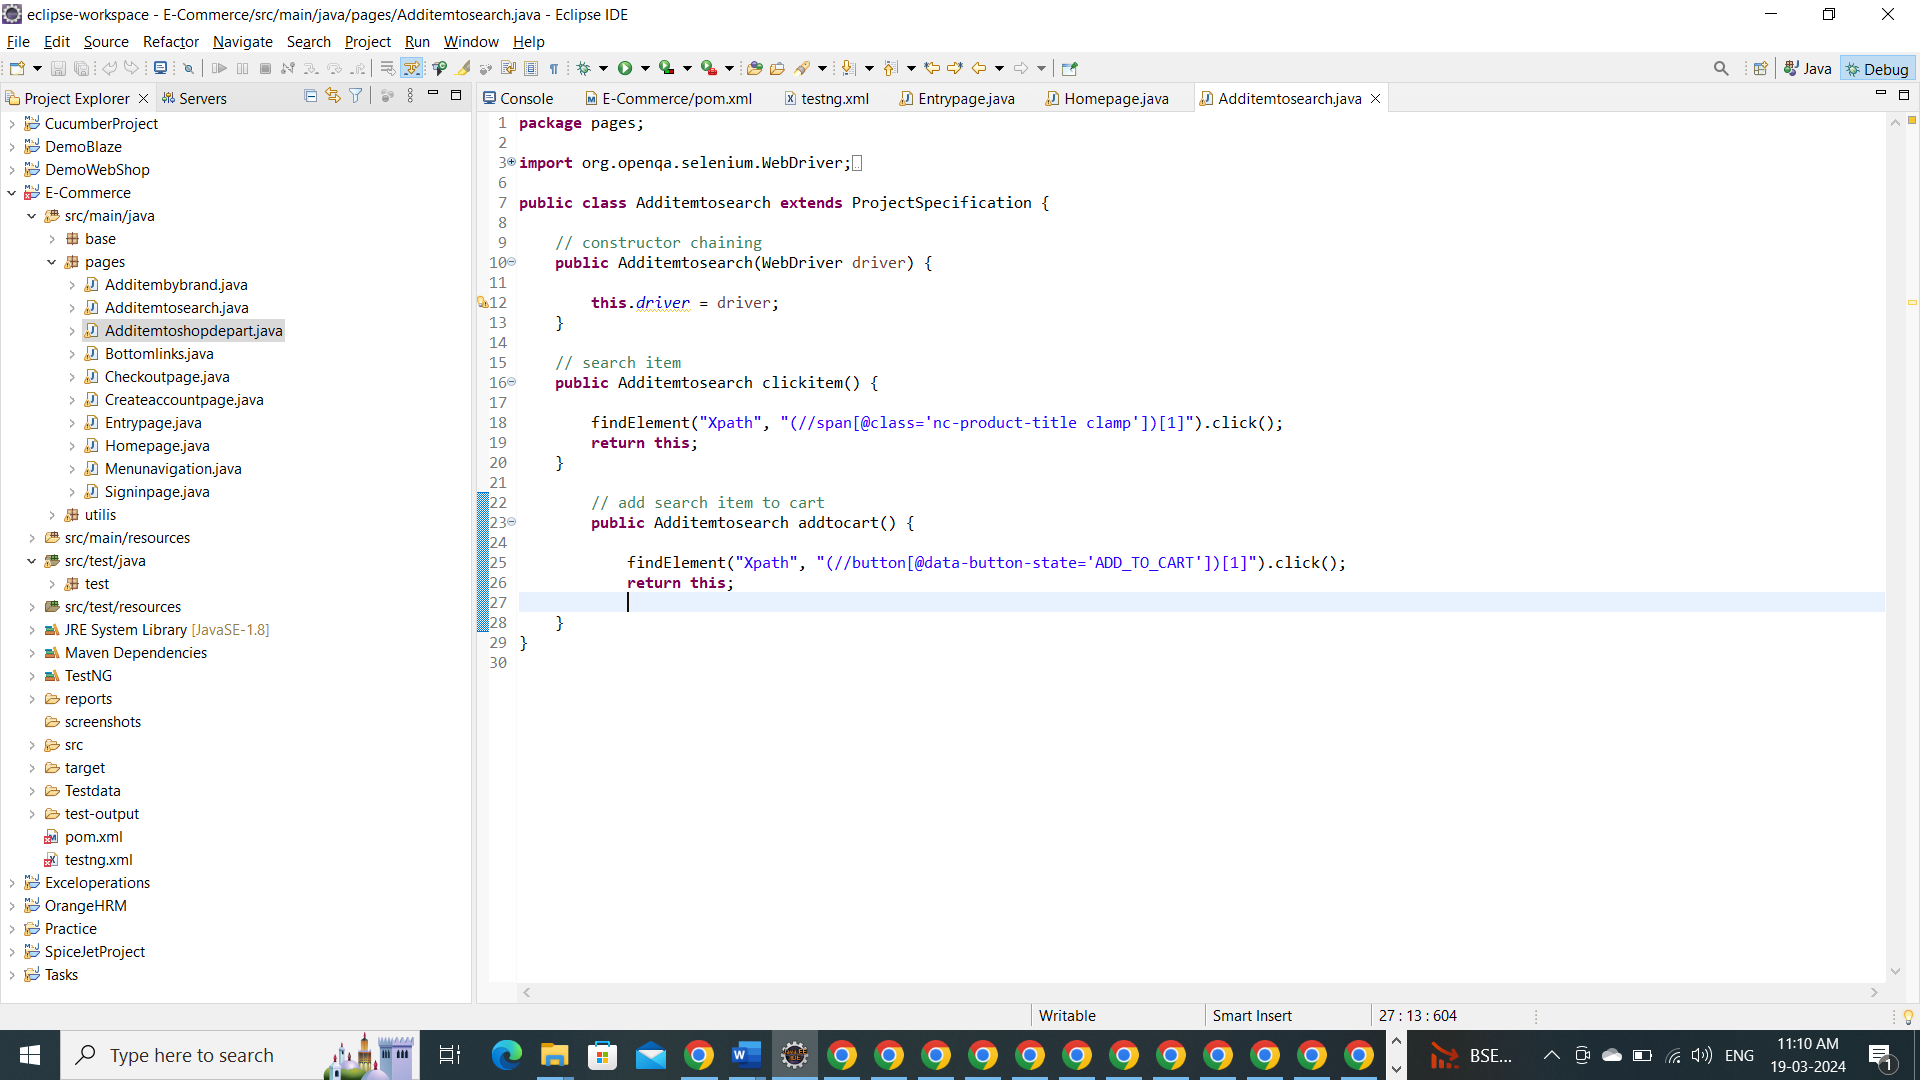 eclipse-workspace - E-Commerce/src/main/java/pages/Additemtosearch.java - Eclipse IDE
File Edit Source Refactor Navigate Search Project Run Window Help
Java Debug
Project Explorer Servers
Console E-Commerce/pom.xml testng.xml Entrypage.java Homepage.java Additemtosearch.java
CucumberProject
DemoBlaze
DemoWebShop
E-Commerce
src/main/java
base
pages
Additembybrand.java
Additemtosearch.java
Additemtoshopdepart.java
Bottomlinks.java
Checkoutpage.java
Createaccountpage.java
Entrypage.java
Homepage.java
Menunavigation.java
Signinpage.java
utilis
src/main/resources
src/test/java
test
src/test/resources
JRE System Library [JavaSE-1.8]
Maven Dependencies
TestNG
reports
screenshots
src
target
Testdata
test-output
pom.xml
testng.xml
Exceloperations
OrangeHRM
Practice
SpiceJetProject
Tasks
1 package pages;
2
3 import org.openqa.selenium.WebDriver;
6
7 public class Additemtosearch extends ProjectSpecification {
8
9 // constructor chaining
10 public Additemtosearch(WebDriver driver) {
11
12 this.driver = driver;
13 }
14
15 // search item
16 public Additemtosearch clickitem() {
17
18 findElement("Xpath", "(//span[@class='nc-product-title clamp'])[1]").click();
19 return this;
20 }
21
22 // add search item to cart
23 public Additemtosearch addtocart() {
24
25 findElement("Xpath", "(//button[@data-button-state='ADD_TO_CART'])[1]").click();
26 return this;
27
28 }
29 }
30
Writable Smart Insert 27 : 13 : 604
Type here to search
BSE... ENG
11:10 AM
19-03-2024
1